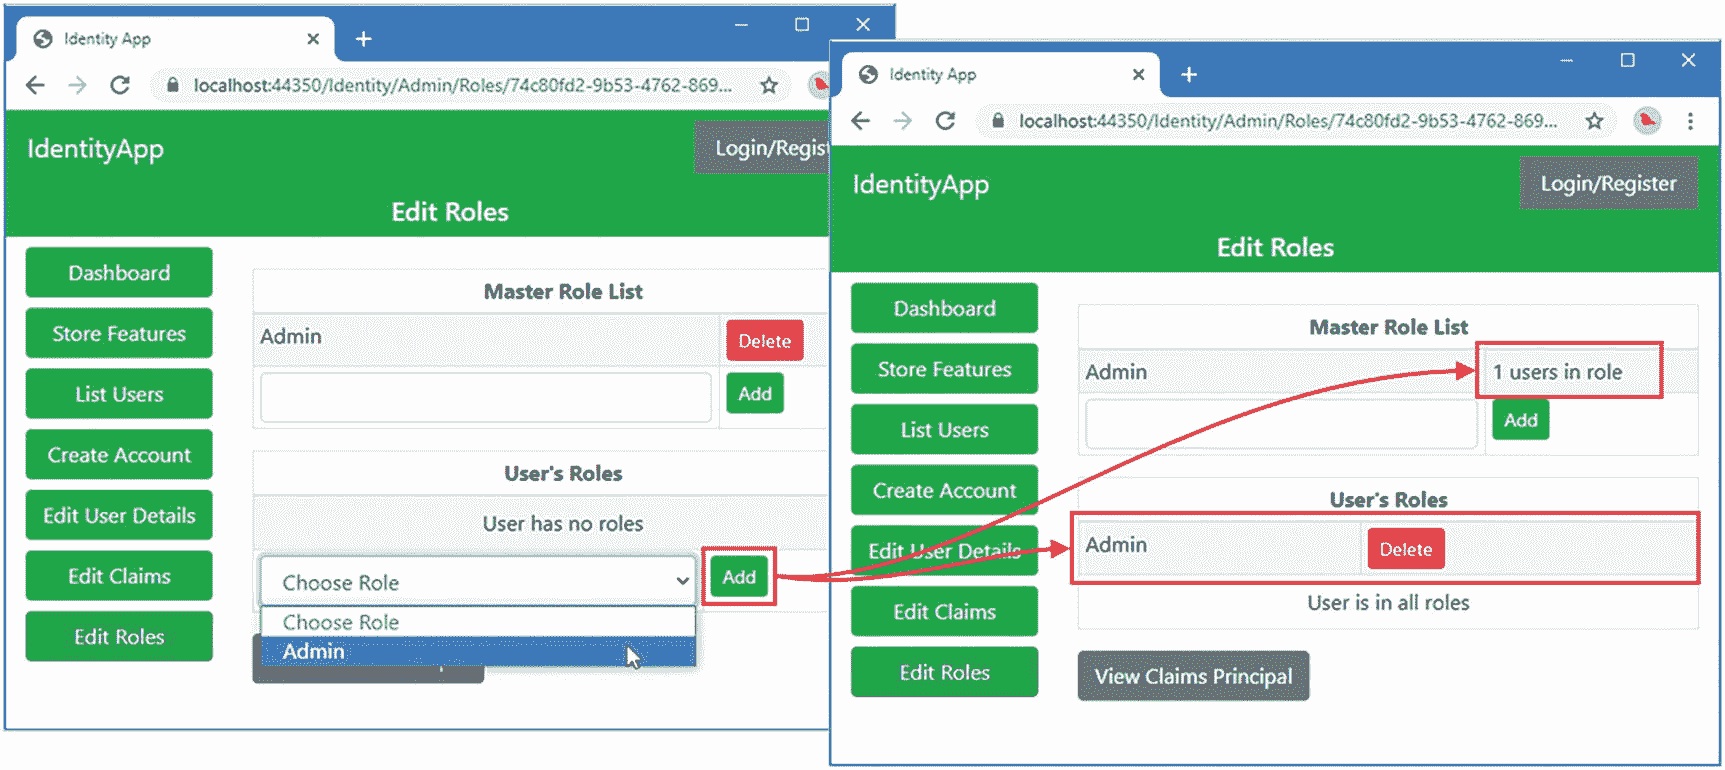 Identity App
localhost:44350/Identity/Admin/Roles/74c80fd2-9b53-4762-869...
IdentityApp
Login/Regist
Edit Roles
Dashboard
Store Features
List Users
Create Account
Edit User Details
Edit Claims
Edit Roles
Master Role List
Admin
Delete
Add
User's Roles
User has no roles
Choose Role
Add
Choose Role
Admin
Identity App
localhost:44350/Identity/Admin/Roles/74c80fd2-9b53-4762-869...
IdentityApp
Login/Register
Edit Roles
Dashboard
Store Features
List Users
Create Account
Edit User Details
Edit Claims
Edit Roles
Master Role List
Admin
1 users in role
Add
User's Roles
Admin
Delete
User is in all roles
View Claims Principal